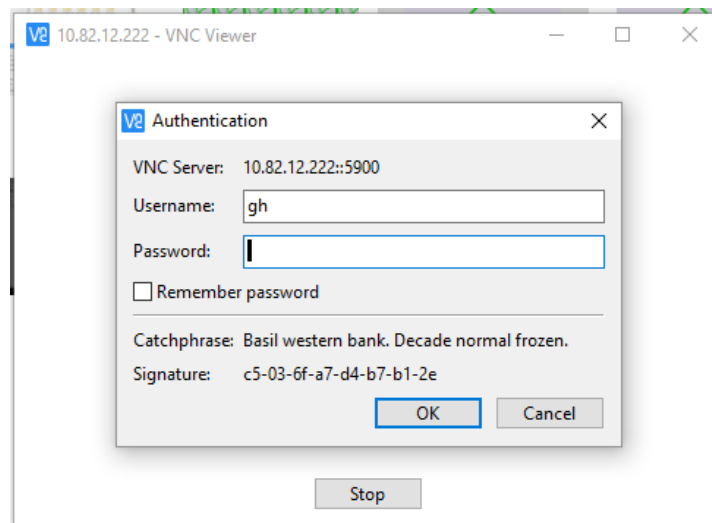 10.82.12.222 - VNC Viewer
Authentication
VNC Server: 10.82.12.222::5900
Username: gh
Password:
Remember password
Catchphrase: Basil western bank. Decade normal frozen.
Signature: c5-03-6f-a7-d4-b7-b1-2e
OK Cancel
Stop